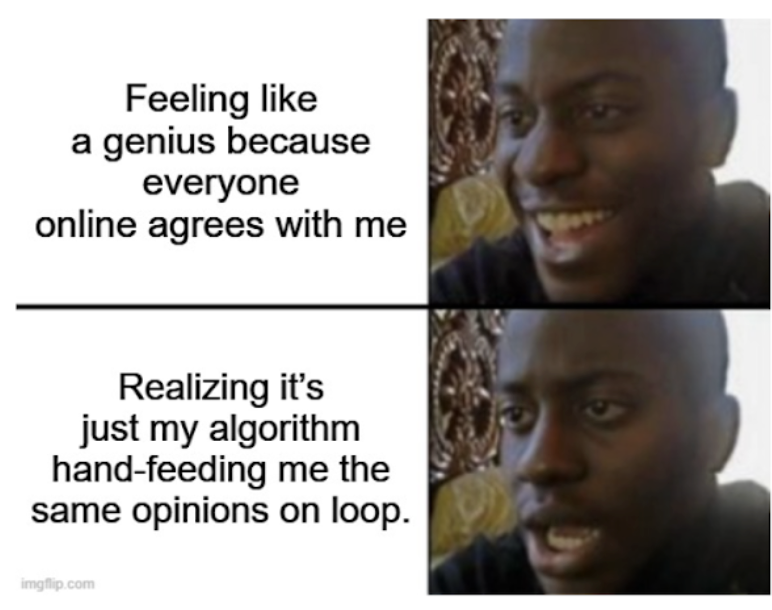 Feeling like
a genius because
everyone
online agrees with me
Realizing it’s
just my algorithm
hand-feeding me the
same opinions on loop.
imgflip.com